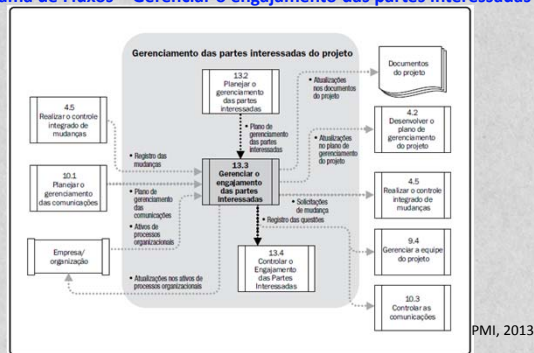 ama de Fluxos – Gerenciar o engajamento das partes interessadas
Gerenciamento das partes interessadas do projeto
13.2
Planejar o
gerenciamento
das partes
interessadas
Documentos
do projeto
• Atualizações
nos documentos
do projeto
4.5
Realizar o controle
integrado de
mudanças
4.2
Desenvolver o
plano de
gerenciamento
do projeto
• Plano de
gerenciamento
das partes
interessadas
• Atualizações
no plano de
gerenciamento
do projeto
• Registro das
mudanças
13.3
Gerenciar o
engajamento
das partes
Interessadas
10.1
Planejar o
gerenciamento
das comunicações
• Plano de
gerenciamento
das
comunicações
• Ativos de
processos
organizacionais
• Solicitações
de mudança
• Registro das questões
4.5
Realizar o controle
integrado de
mudanças
Empresa/
organização
13.4
Controlar o
Engajamento
das Partes
Interessadas
9.4
Gerenciar a equipe
do projeto
• Atualizações nos ativos de
processos organizacionais
10.3
Controlar as
comunicações
PMI, 2013